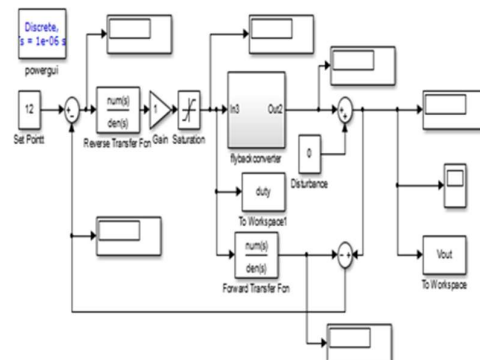 Discrete,
s = 1e-06 s
powergui
12
Set Pointt
num(s)
den(s)
Reverse Transfer Fcn
1
Gain
Saturation
In3
Out2
flybackconverter
0
Disturbance
duty
To Workspace1
num(s)
den(s)
Forward Transfer Fcn
Vout
To Workspace